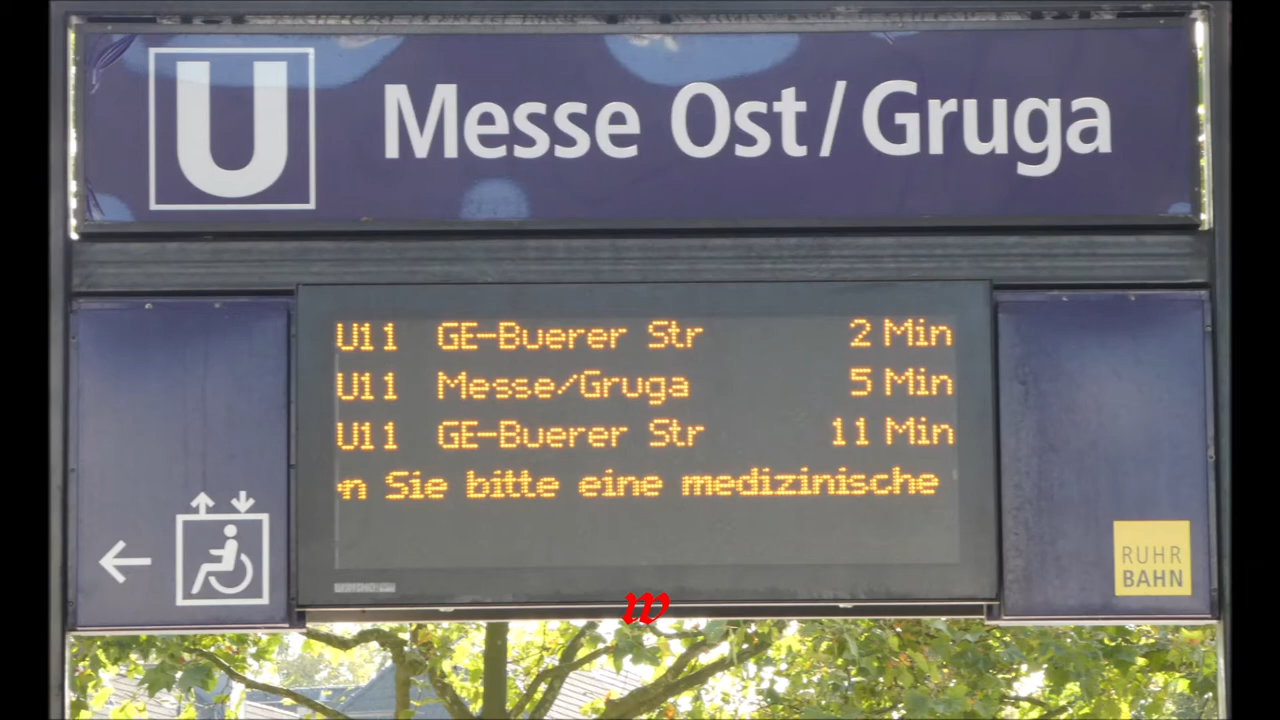 U
Messe Ost/Gruga
U11 GE-Buerer Str 2 Min
U11 Messe/Gruga 5 Min
U11 GE-Buerer Str 11 Min
n Sie bitte eine medizinische
RUHR
BAHN
w